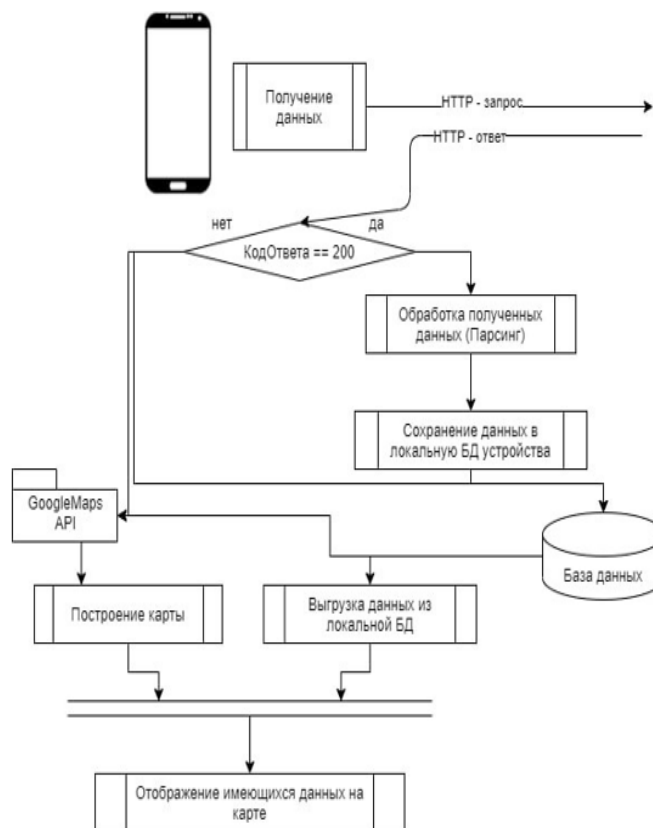 Получение
данных
HTTP - запрос
HTTP - ответ
нет
да
КодОтвета == 200
Обработка полученных
данных (Парсинг)
Сохранение данных в
локальную БД устройства
GoogleMaps
API
База данных
Построение карты
Выгрузка данных из
локальной БД
Отображение имеющихся данных на
карте